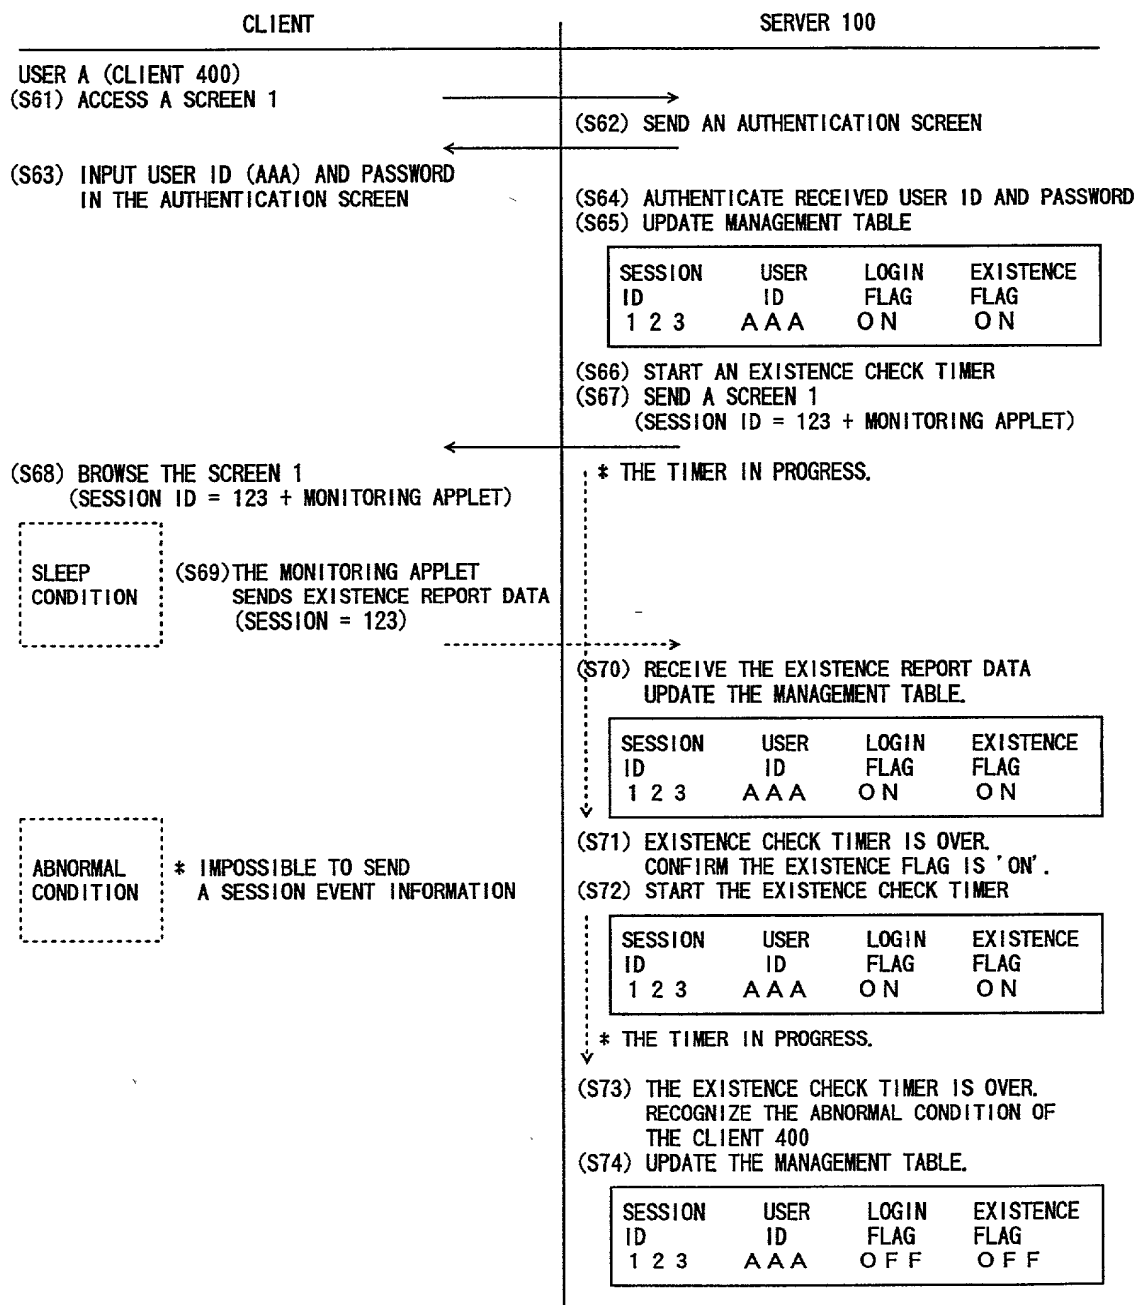 CLIENT
SERVER 100
USER A (CLIENT 400)
(S61) ACCESS A SCREEN 1
(S62) SEND AN AUTHENTICATION SCREEN
(S63) INPUT USER ID (AAA) AND PASSWORD
IN THE AUTHENTICATION SCREEN
(S64) AUTHENTICATE RECEIVED USER ID AND PASSWORD
(S65) UPDATE MANAGEMENT TABLE
SESSION USER LOGIN EXISTENCE
ID ID FLAG FLAG
1 2 3 AAA ON ON
(S66) START AN EXISTENCE CHECK TIMER
(S67) SEND A SCREEN 1
(SESSION ID = 123 + MONITORING APPLET)
(S68) BROWSE THE SCREEN 1
(SESSION ID = 123 + MONITORING APPLET)
* THE TIMER IN PROGRESS.
SLEEP
CONDITION
(S69) THE MONITORING APPLET
SENDS EXISTENCE REPORT DATA
(SESSION = 123)
(S70) RECEIVE THE EXISTENCE REPORT DATA
UPDATE THE MANAGEMENT TABLE.
SESSION USER LOGIN EXISTENCE
ID ID FLAG FLAG
1 2 3 AAA ON ON
(S71) EXISTENCE CHECK TIMER IS OVER.
CONFIRM THE EXISTENCE FLAG IS 'ON'.
ABNORMAL
CONDITION
* IMPOSSIBLE TO SEND
A SESSION EVENT INFORMATION
(S72) START THE EXISTENCE CHECK TIMER
SESSION USER LOGIN EXISTENCE
ID ID FLAG FLAG
1 2 3 AAA ON ON
* THE TIMER IN PROGRESS.
(S73) THE EXISTENCE CHECK TIMER IS OVER.
RECOGNIZE THE ABNORMAL CONDITION OF
THE CLIENT 400
(S74) UPDATE THE MANAGEMENT TABLE.
SESSION USER LOGIN EXISTENCE
ID ID FLAG FLAG
1 2 3 AAA OFF OFF